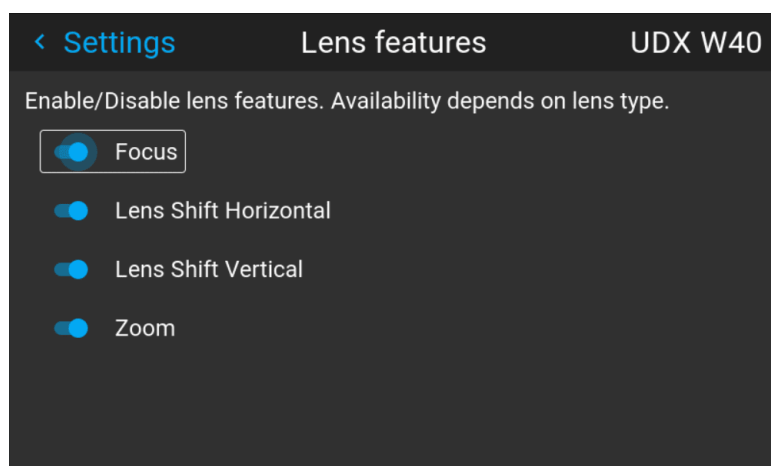 Settings Lens features UDX W40
Enable/Disable lens features. Availability depends on lens type.
Focus
Lens Shift Horizontal
Lens Shift Vertical
Zoom